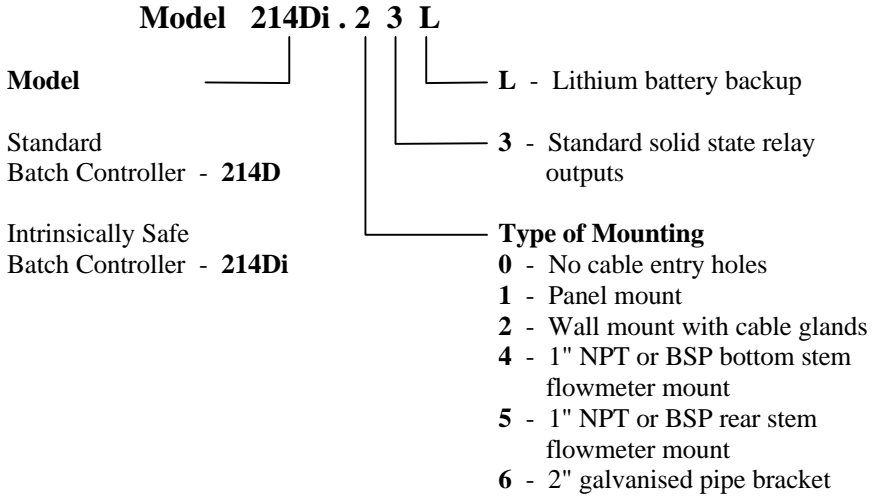 Model 214Di . 2 3 L
Model
Standard
Batch Controller - 214D
Intrinsically Safe
Batch Controller - 214Di
L - Lithium battery backup
3 - Standard solid state relay
outputs
Type of Mounting
0 - No cable entry holes
1 - Panel mount
2 - Wall mount with cable glands
4 - 1" NPT or BSP bottom stem
flowmeter mount
5 - 1" NPT or BSP rear stem
flowmeter mount
6 - 2" galvanised pipe bracket